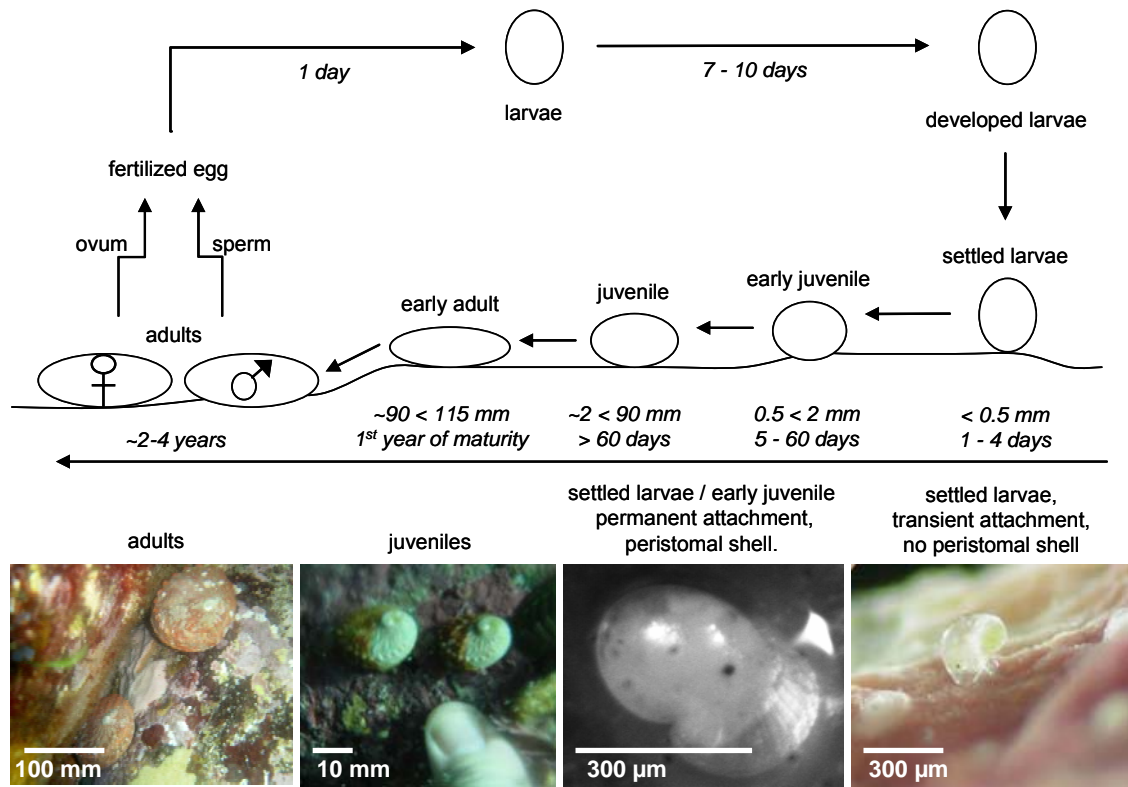 1 day
7 - 10 days
larvae
developed larvae
fertilized egg
ovum
sperm
settled larvae
early juvenile
juvenile
early adult
adults
~90 < 115 mm
~2 < 90 mm
0.5 < 2 mm
< 0.5 mm
~2-4 years
1st year of maturity
> 60 days
5 - 60 days
1 - 4 days
adults
juveniles
settled larvae / early juvenile
permanent attachment,
peristomal shell.
settled larvae,
transient attachment,
no peristomal shell
100 mm
10 mm
300 µm
300 µm